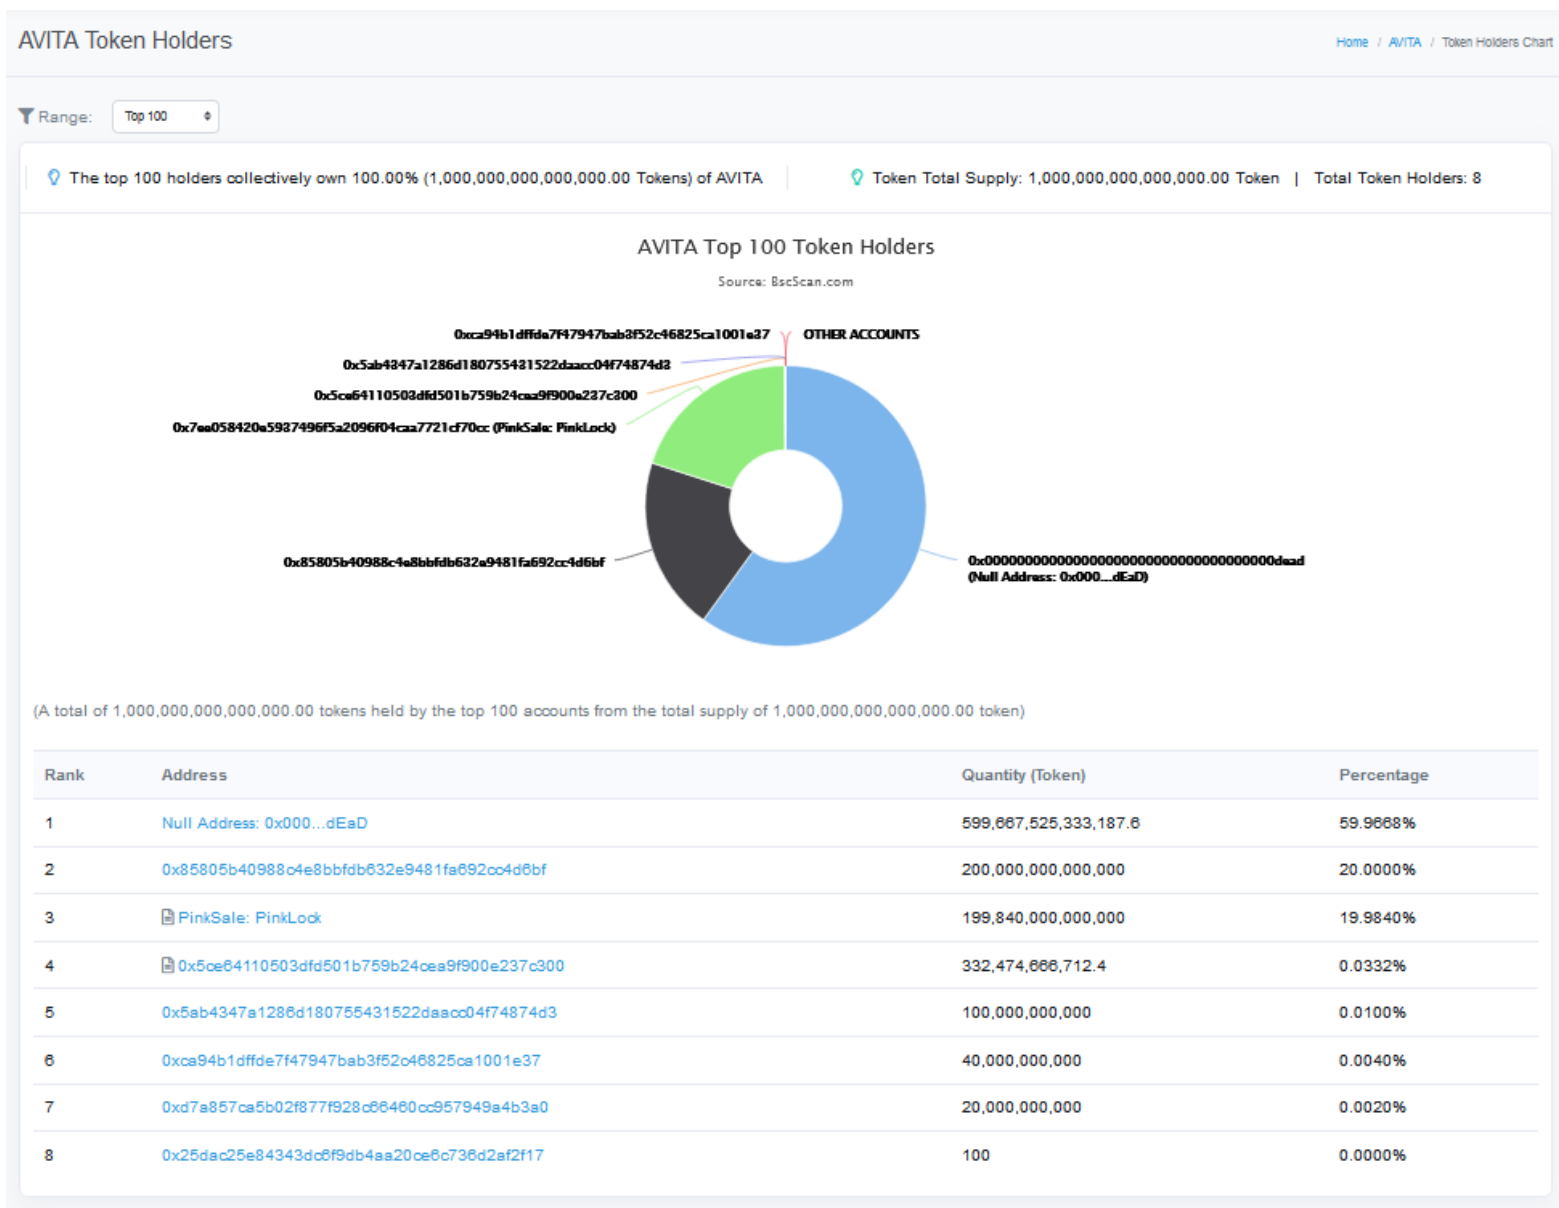 AVITA Token Holders
Home / AVITA / Token Holders Chart
Range: Top 100
The top 100 holders collectively own 100.00% (1,000,000,000,000,000.00 Tokens) of AVITA
Token Total Supply: 1,000,000,000,000,000.00 Token | Total Token Holders: 8
AVITA Top 100 Token Holders
Source: BscScan.com
0xca94b1dffde7f47947bab3f52c46825ca1001e37
OTHER ACCOUNTS
0x5ab4347a1286d180755431522daacc04f74874d3
0x5ce64110503dfd501b759b24cea9f900e237c300
0x7ee058420e5937496f5a2096f04caa7721cf70cc (PinkSale: PinkLock)
0x85805b40988c4e8bbfdb632e9481fa692cc4d6bf
0x000000000000000000000000000000000000dead
(Null Address: 0x000...dEaD)
(A total of 1,000,000,000,000,000.00 tokens held by the top 100 accounts from the total supply of 1,000,000,000,000,000.00 token)
Rank Address Quantity (Token) Percentage
1 Null Address: 0x000...dEaD 599,667,525,333,187.6 59.9668%
2 0x85805b40988c4e8bbfdb632e9481fa692cc4d6bf 200,000,000,000,000 20.0000%
3 PinkSale: PinkLock 199,840,000,000,000 19.9840%
4 0x5ce64110503dfd501b759b24cea9f900e237c300 332,474,666,712.4 0.0332%
5 0x5ab4347a1286d180755431522daacc04f74874d3 100,000,000,000 0.0100%
6 0xca94b1dffde7f47947bab3f52c46825ca1001e37 40,000,000,000 0.0040%
7 0xd7a857ca5b02f877f928c66460cc957949a4b3a0 20,000,000,000 0.0020%
8 0x25dac25e84343dc6f9db4aa20ce6c736d2af2f17 100 0.0000%